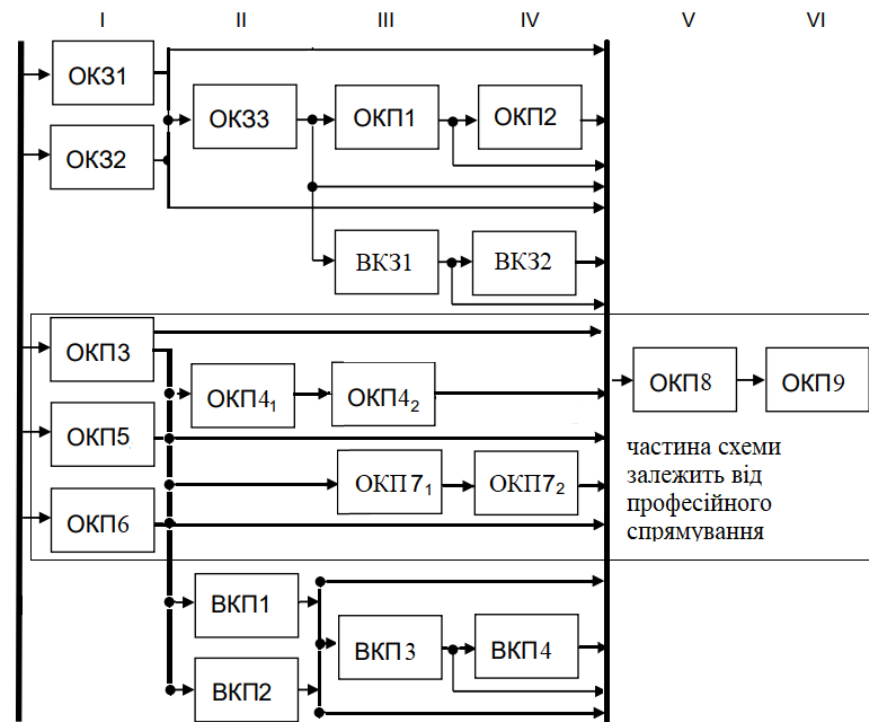 I II III IV V VI
ОКЗ1
ОКЗ3 ОКП1 ОКП2
ОКЗ2
ВКЗ1 ВКЗ2
ОКП3
ОКП4₁ ОКП4₂ ОКП8 ОКП9
ОКП5
частина схеми
залежить від
професійного
спрямування
ОКП7₁ ОКП7₂
ОКП6
ВКП1
ВКП3 ВКП4
ВКП2